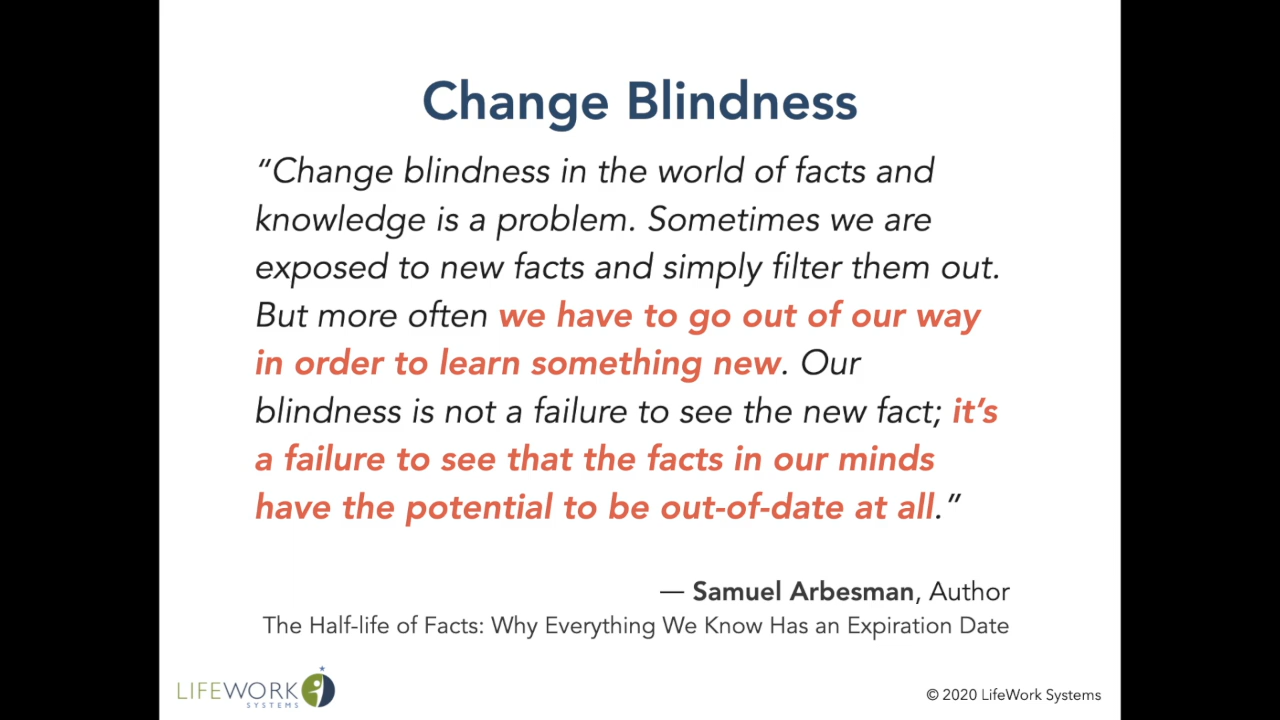 Change Blindness
“Change blindness in the world of facts and
knowledge is a problem. Sometimes we are
exposed to new facts and simply filter them out.
But more often we have to go out of our way
in order to learn something new. Our
blindness is not a failure to see the new fact; it’s
a failure to see that the facts in our minds
have the potential to be out-of-date at all.”
— Samuel Arbesman, Author
The Half-life of Facts: Why Everything We Know Has an Expiration Date
LIFEWORK
SYSTEMS
© 2020 LifeWork Systems